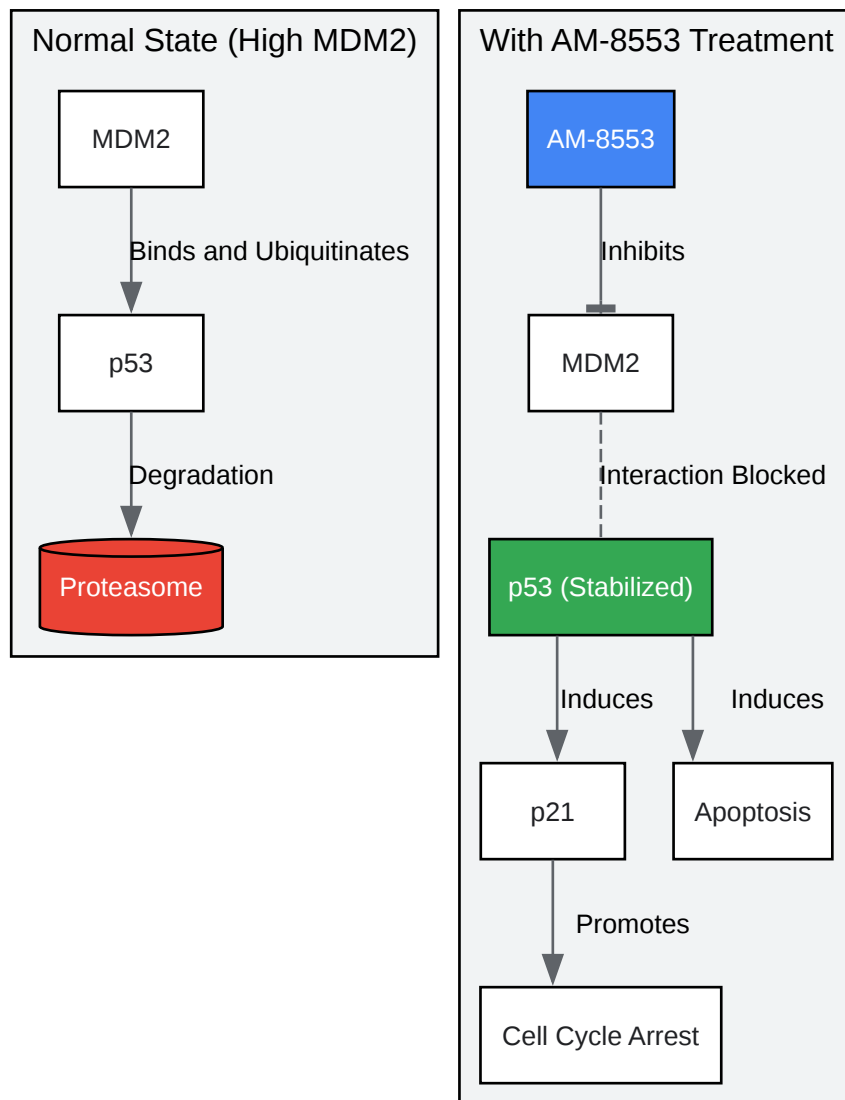 Normal State (High MDM2)
MDM2
Binds and Ubiquitinates
p53
Degradation
Proteasome
With AM-8553 Treatment
AM-8553
Inhibits
MDM2
Interaction Blocked
p53 (Stabilized)
Induces
Induces
p21
Apoptosis
Promotes
Cell Cycle Arrest